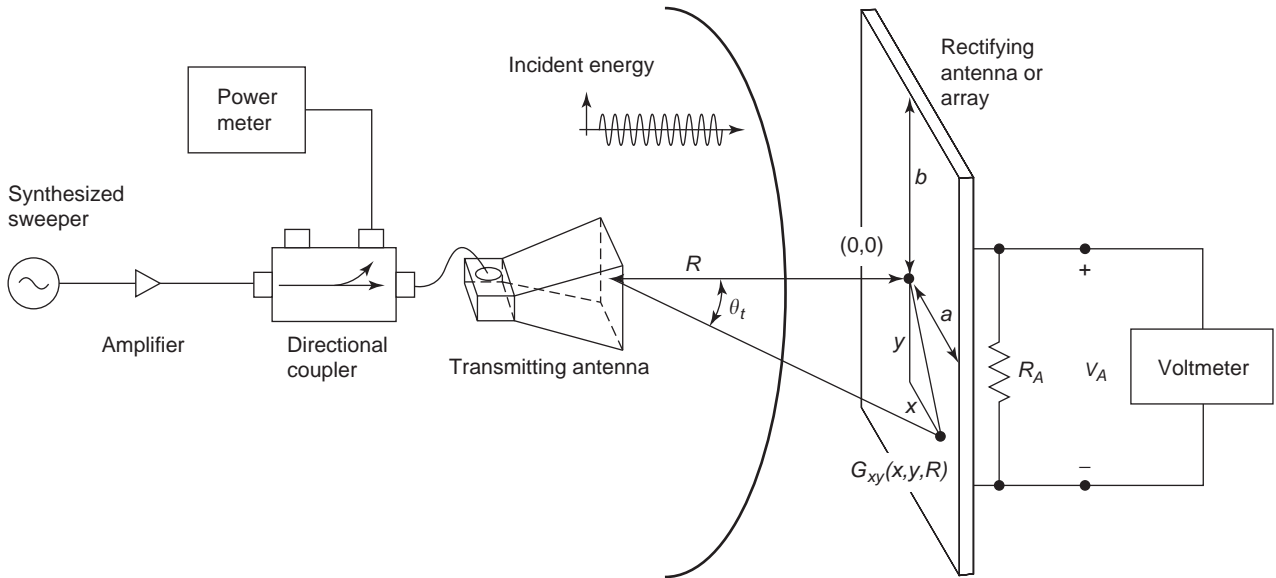 Incident energy
Rectifying
antenna or
array
Power
meter
Synthesized
sweeper
b
(0,0)
R
θt
a
y
x
+
RA
VA
Voltmeter
Amplifier
Directional
coupler
Transmitting antenna
Gxy(x,y,R)
–